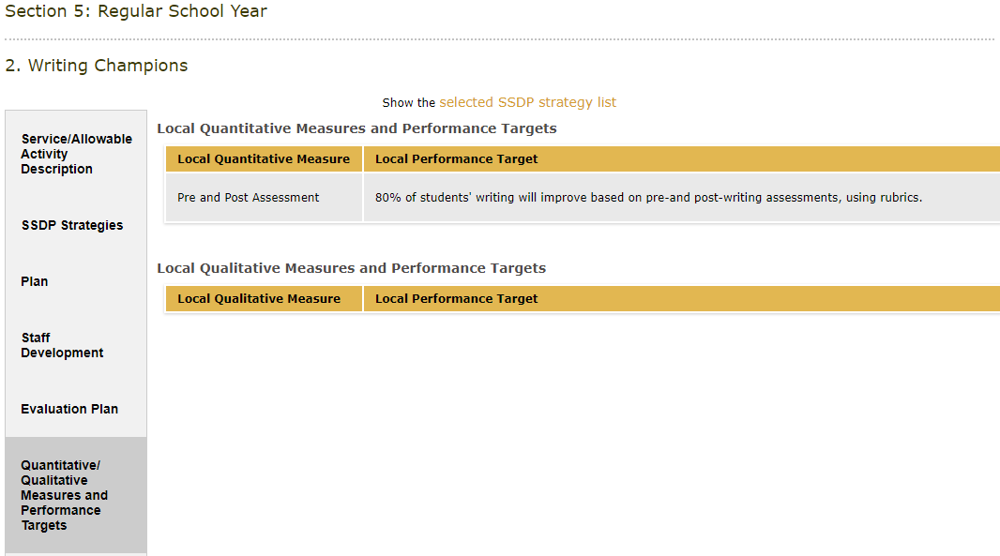 Section 5: Regular School Year
2. Writing Champions
Show the selected SSDP strategy list
Service/Allowable
Activity
Description
SSDP Strategies
Plan
Staff
Development
Evaluation Plan
Quantitative/
Qualitative
Measures and
Performance
Targets
Local Quantitative Measures and Performance Targets
Local Quantitative Measure Local Performance Target
Pre and Post Assessment 80% of students' writing will improve based on pre-and post-writing assessments, using rubrics.
Local Qualitative Measures and Performance Targets
Local Qualitative Measure Local Performance Target